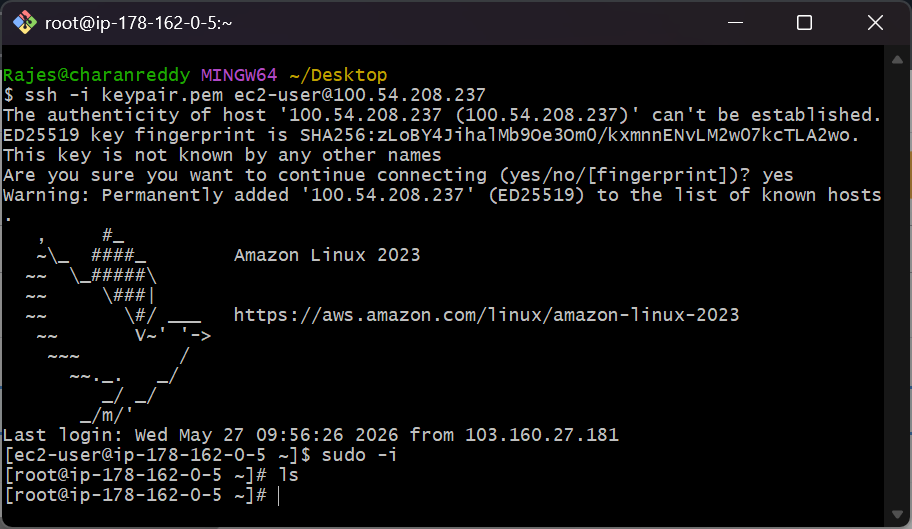 root@ip-178-162-0-5:~
Rajes@charanreddy MINGW64 ~/Desktop
$ ssh -i keypair.pem ec2-user@100.54.208.237
The authenticity of host '100.54.208.237 (100.54.208.237)' can't be established.
ED25519 key fingerprint is SHA256:zLoBY4JihalMb9Oe3Om0/kxmnnENvLM2w07kcTLA2wo.
This key is not known by any other names
Are you sure you want to continue connecting (yes/no/[fingerprint])? yes
Warning: Permanently added '100.54.208.237' (ED25519) to the list of known hosts
.
   ,     #_
   ~\_  ####_        Amazon Linux 2023
  ~~  \_#####\
  ~~     \###|
  ~~       \#/ ___   https://aws.amazon.com/linux/amazon-linux-2023
   ~~       V~' '->
    ~~~         /
      ~~._.   _/
         _/ _/
       _/m/'
Last login: Wed May 27 09:56:26 2026 from 103.160.27.181
[ec2-user@ip-178-162-0-5 ~]$ sudo -i
[root@ip-178-162-0-5 ~]# ls
[root@ip-178-162-0-5 ~]#